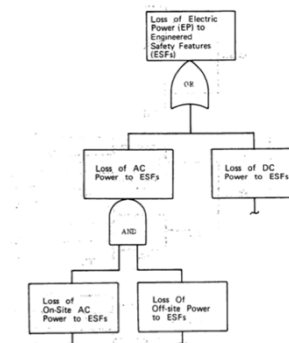 Loss of Electric
Power (EP) to
Engineered
Safety Features
(ESFs)
OR
Loss of AC
Power to ESFs
Loss of DC
Power to ESFs
AND
Loss of
On-Site AC
Power to ESFs
Loss Of
Off-site Power
to ESFs